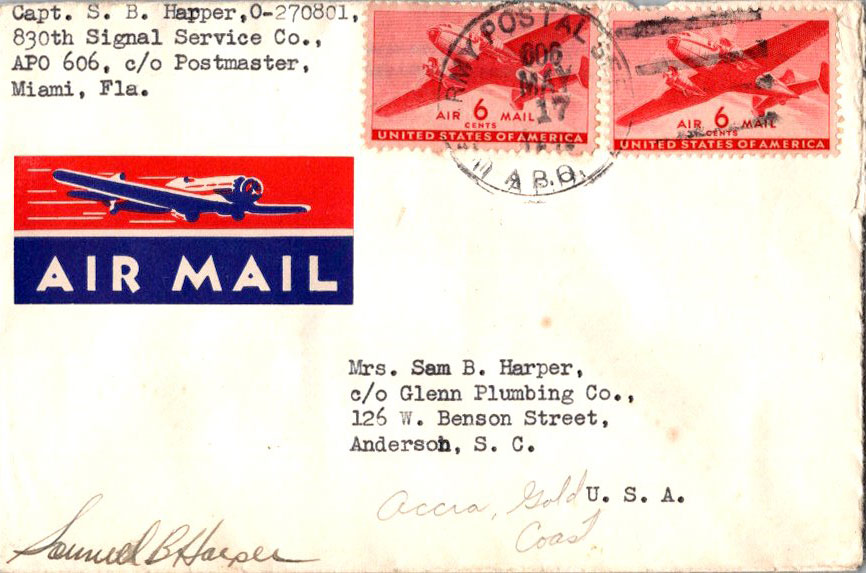 Capt. S. B. Harper,O-270801,
830th Signal Service Co.,
APO 606, c/o Postmaster,
Miami, Fla.
ARMY POSTAL
606
MAY
17
A.P.O.
AIR 6 MAIL
CENTS
UNITED STATES OF AMERICA
AIR 6 MAIL
CENTS
UNITED STATES OF AMERICA
AIR MAIL
Mrs. Sam B. Harper,
c/o Glenn Plumbing Co.,
126 W. Benson Street,
Anderson, S. C.
U. S. A.
Accra, Gold
Coast
Samuel B Harper